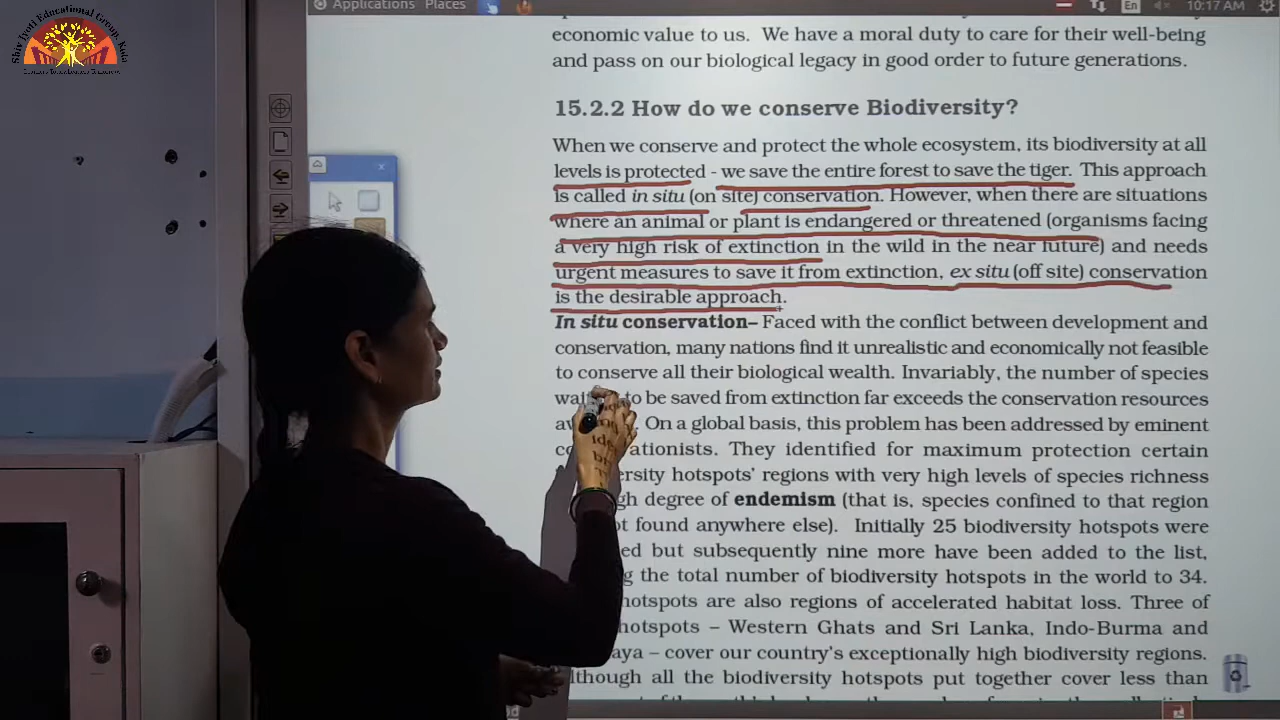 Shiv Jyoti Educational Group, Kota
Applications Places
En
10:17 AM
economic value to us. We have a moral duty to care for their well-being
and pass on our biological legacy in good order to future generations.
15.2.2 How do we conserve Biodiversity?
When we conserve and protect the whole ecosystem, its biodiversity at all
levels is protected - we save the entire forest to save the tiger. This approach
is called in situ (on site) conservation. However, when there are situations
where an animal or plant is endangered or threatened (organisms facing
a very high risk of extinction in the wild in the near future) and needs
urgent measures to save it from extinction, ex situ (off site) conservation
is the desirable approach.
In situ conservation– Faced with the conflict between development and
conservation, many nations find it unrealistic and economically not feasible
to conserve all their biological wealth. Invariably, the number of species
to be saved from extinction far exceeds the conservation resources
On a global basis, this problem has been addressed by eminent
They identified for maximum protection certain
hotspots' regions with very high levels of species richness
degree of endemism (that is, species confined to that region
found anywhere else). Initially 25 biodiversity hotspots were
but subsequently nine more have been added to the list,
the total number of biodiversity hotspots in the world to 34.
hotspots are also regions of accelerated habitat loss. Three of
hotspots – Western Ghats and Sri Lanka, Indo-Burma and
– cover our country's exceptionally high biodiversity regions.
all the biodiversity hotspots put together cover less than